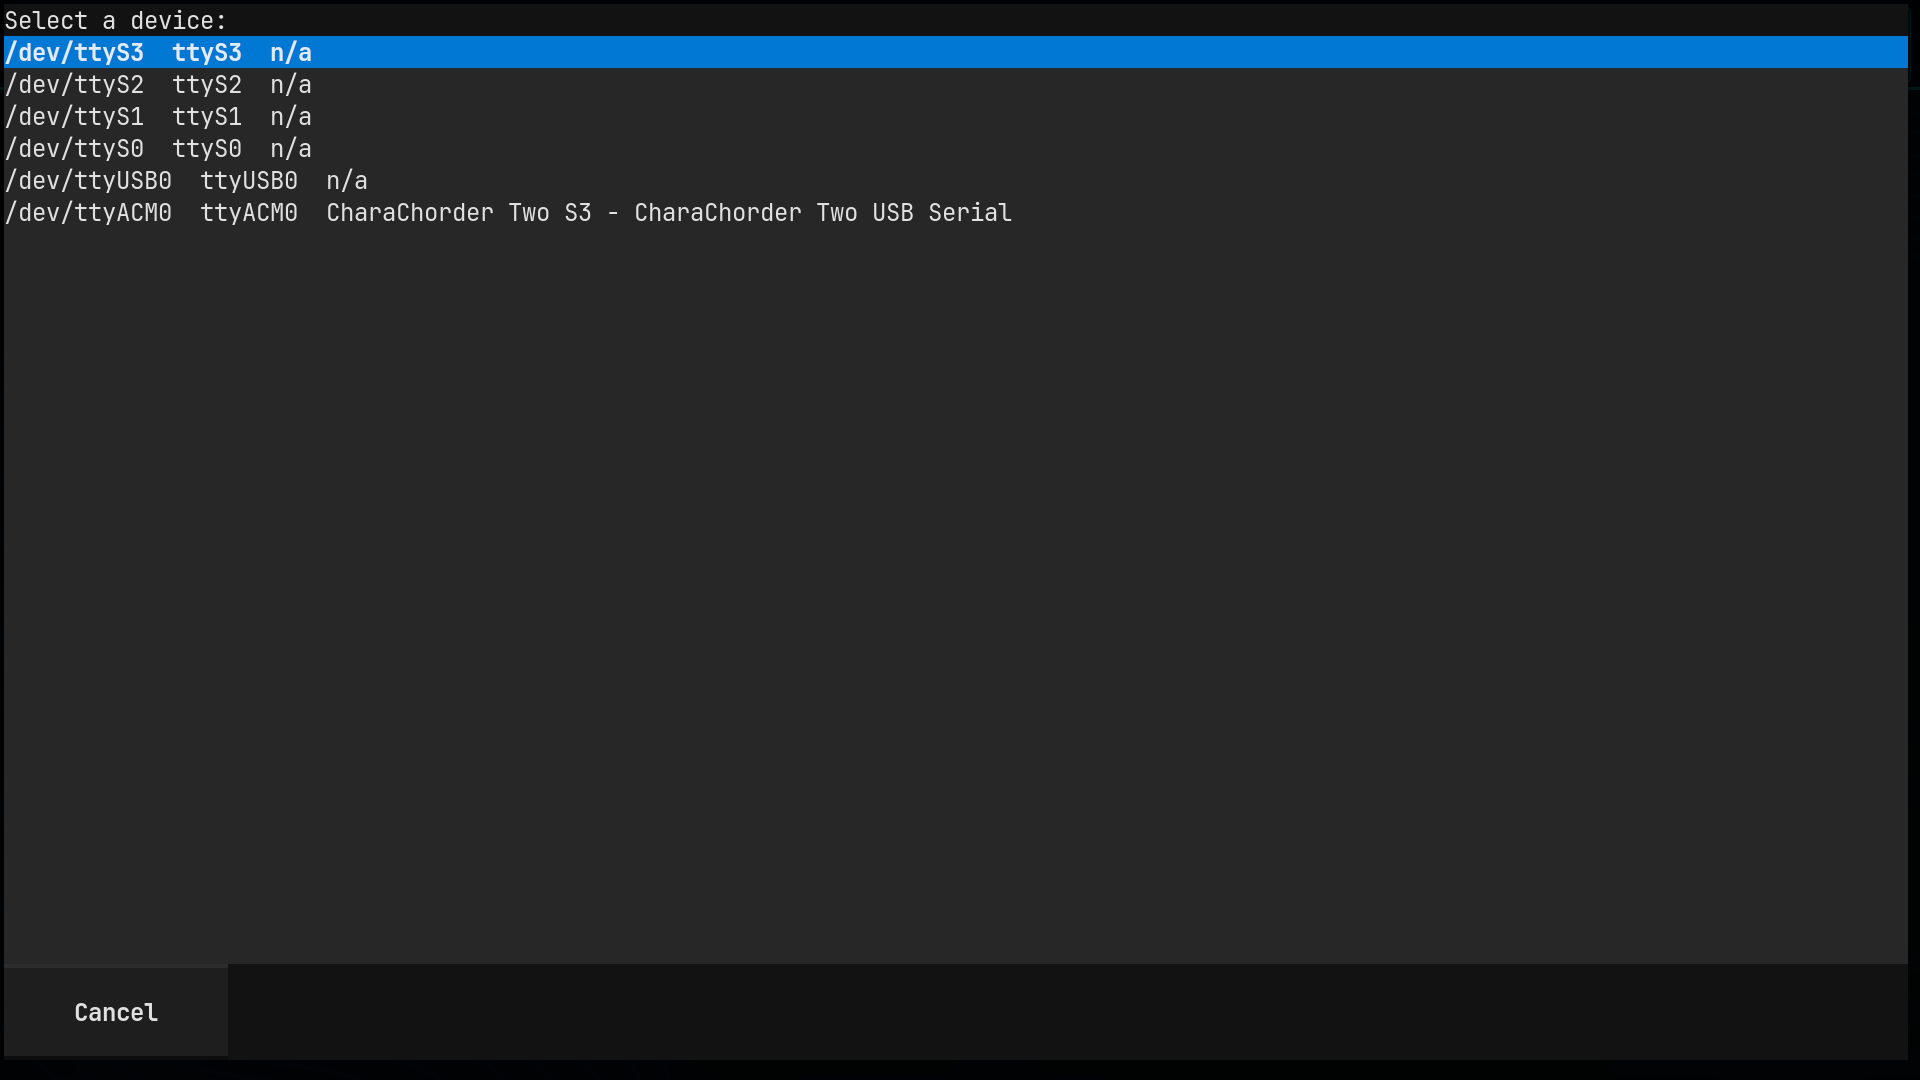 Select a device:
/dev/ttyS3  ttyS3  n/a
/dev/ttyS2  ttyS2  n/a
/dev/ttyS1  ttyS1  n/a
/dev/ttyS0  ttyS0  n/a
/dev/ttyUSB0  ttyUSB0  n/a
/dev/ttyACM0  ttyACM0  CharaChorder Two S3 - CharaChorder Two USB Serial
Cancel